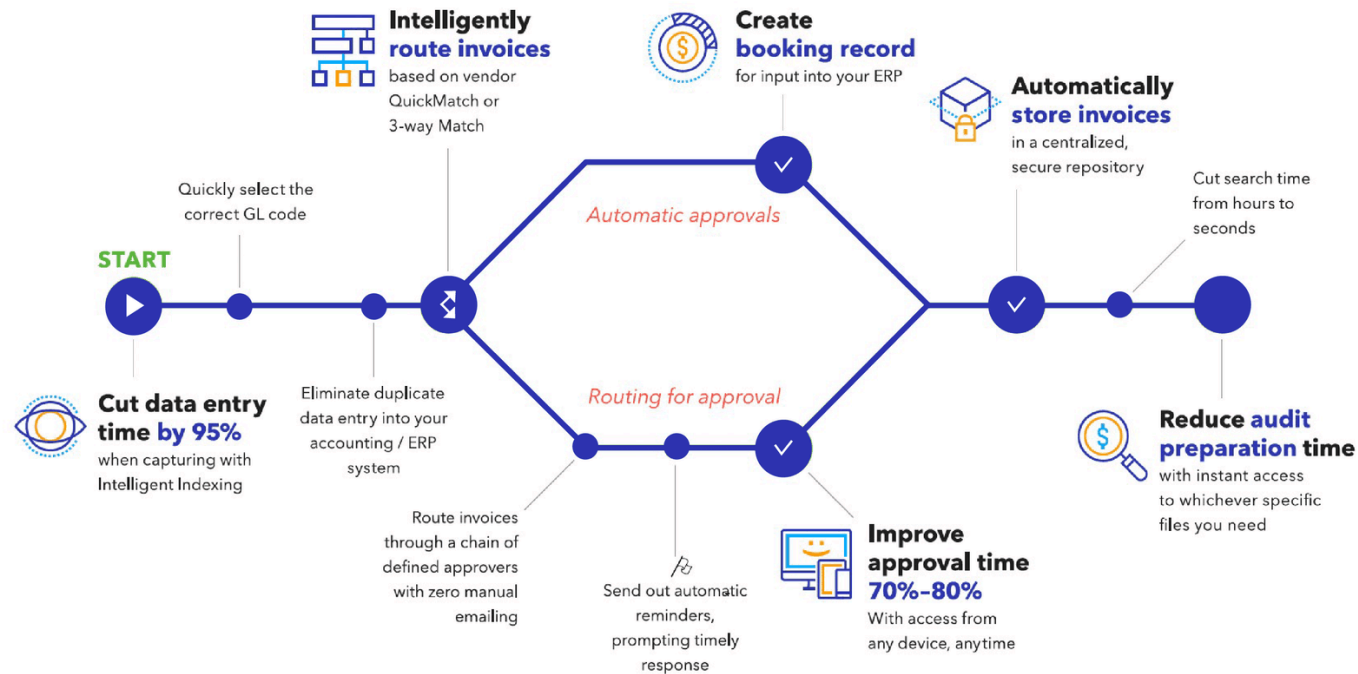 Intelligently
route invoices
based on vendor
QuickMatch or
3-way Match
Create
booking record
for input into your ERP
Automatically
store invoices
in a centralized,
secure repository
Quickly select the
correct GL code
Cut search time
from hours to
seconds
Automatic approvals
START
Cut data entry
time by 95%
when capturing with
Intelligent Indexing
Eliminate duplicate
data entry into your
accounting / ERP
system
Routing for approval
Route invoices
through a chain of
defined approvers
with zero manual
emailing
Send out automatic
reminders,
prompting timely
response
Improve
approval time
70%-80%
With access from
any device, anytime
Reduce audit
preparation time
with instant access
to whichever specific
files you need